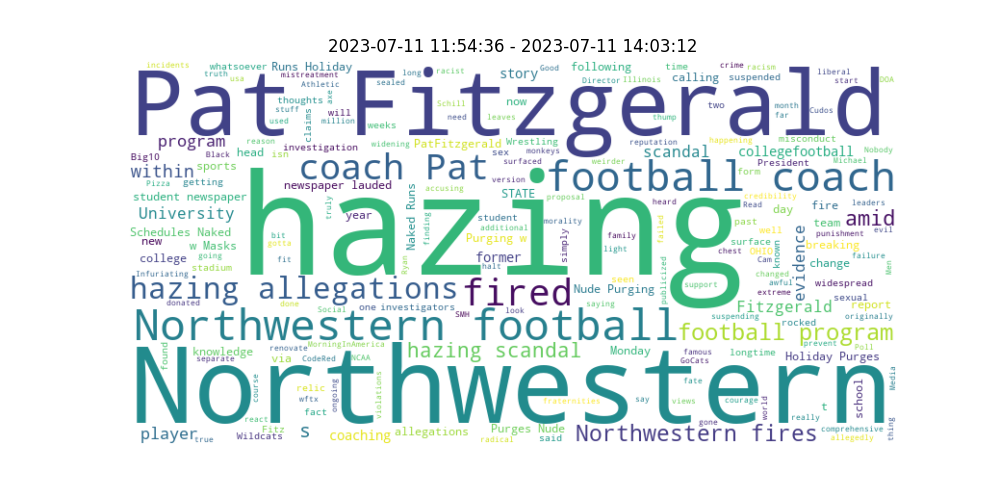 2023-07-11 11:54:36 - 2023-07-11 14:03:12
Pat Fitzgerald
hazing
Northwestern
coach Pat
football coach
hazing allegations
fired
Northwestern football
football program
hazing scandal
Northwestern fires
incidents
truth
usa
whatsoever
Runs Holiday
mistreatment
Athletic
stuff
used
axe
claims
thoughts
million
will
sealed
long
racist
weeks
Schill
need
leaves
story
now
Good
Director
Illinois
following
thump
time
calling
suspended
two
crime
racism
month
far
Cudos
liberal
start
DOA
program
reason
investigation
widening
PatFitzgerald
Wrestling
sex
monkeys
surfaced
happening
reputation
scandal
collegefootball
misconduct
Nobody
President
Michael
weirder
form
Big10
Black
head
isn
within
sports
Pizza
getting
newspaper lauded
student newspaper
University
Schedules Naked
w Masks
new
college
going
stadium
Infuriating
donated
bit
gotta
fit
truly
year
Naked Runs
accusing
finding
Ryan
version
STATE
proposal
student
additional
morality
Purging w
former
halt
simply
family
light
heard
failed
publicized
support
seen
Nude Purging
saying
credibility
Read
day
past
well
surface
OHIO
known
chest
Cam
changed
awful
extreme
evidence
fire
leaders
team
punishment
evil
amid
breaking
change
failure
Men
widespread
sexual
originally
report
Fitzgerald
suspending
rocked
prevent
Poll
done
Social
one
investigators
SMH
look
found
knowledge
separate
renovate
MorningInAmerica
via
CodeRed
NCAA
course
relic
wftx
ongoing
fact
violations
react
Fitz
Wildcats
player
true
s
coaching
allegations
radical
Purges Nude
said
fraternities
Monday
say
views
fate
famous
GoCats
longtime
courage
gone
world
Holiday Purges
really
t
school
Media
comprehensive
allegedly
thing